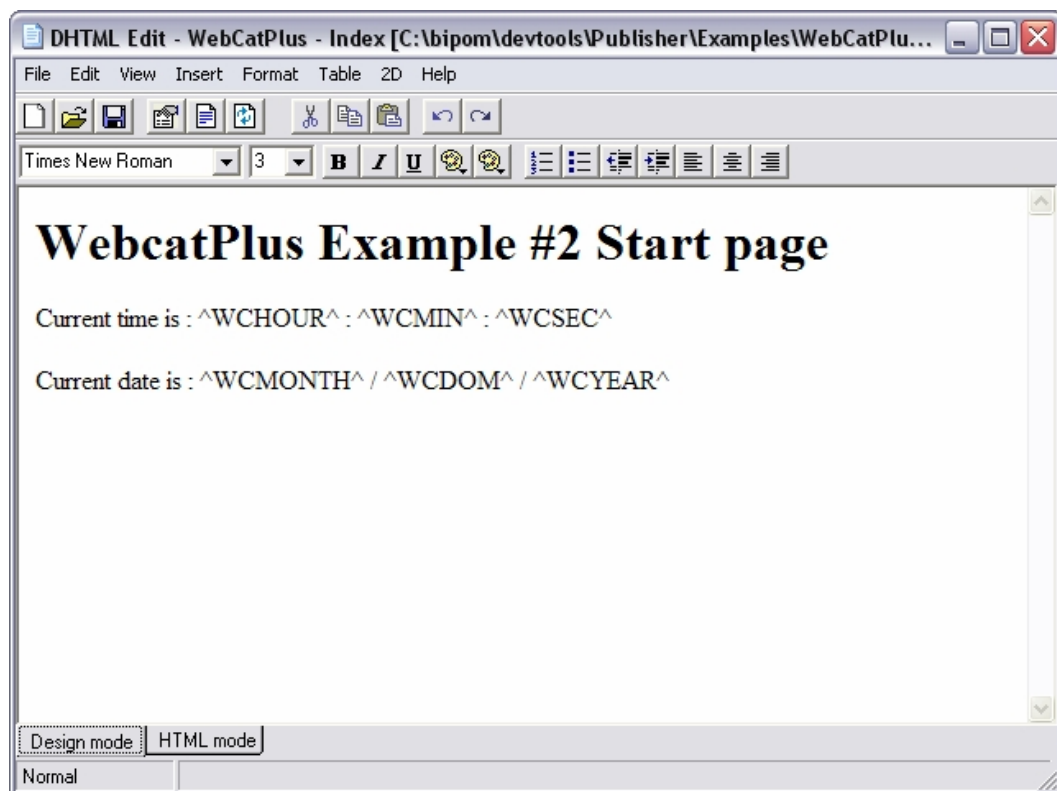 DHTML Edit - WebCatPlus - Index [C:\bipom\devtools\Publisher\Examples\WebCatPlu...
File Edit View Insert Format Table 2D Help
Times New Roman 3 B I U
WebcatPlus Example #2 Start page
Current time is : ^WCHOUR^ : ^WCMIN^ : ^WCSEC^
Current date is : ^WCMONTH^ / ^WCDOM^ / ^WCYEAR^
Design mode HTML mode
Normal